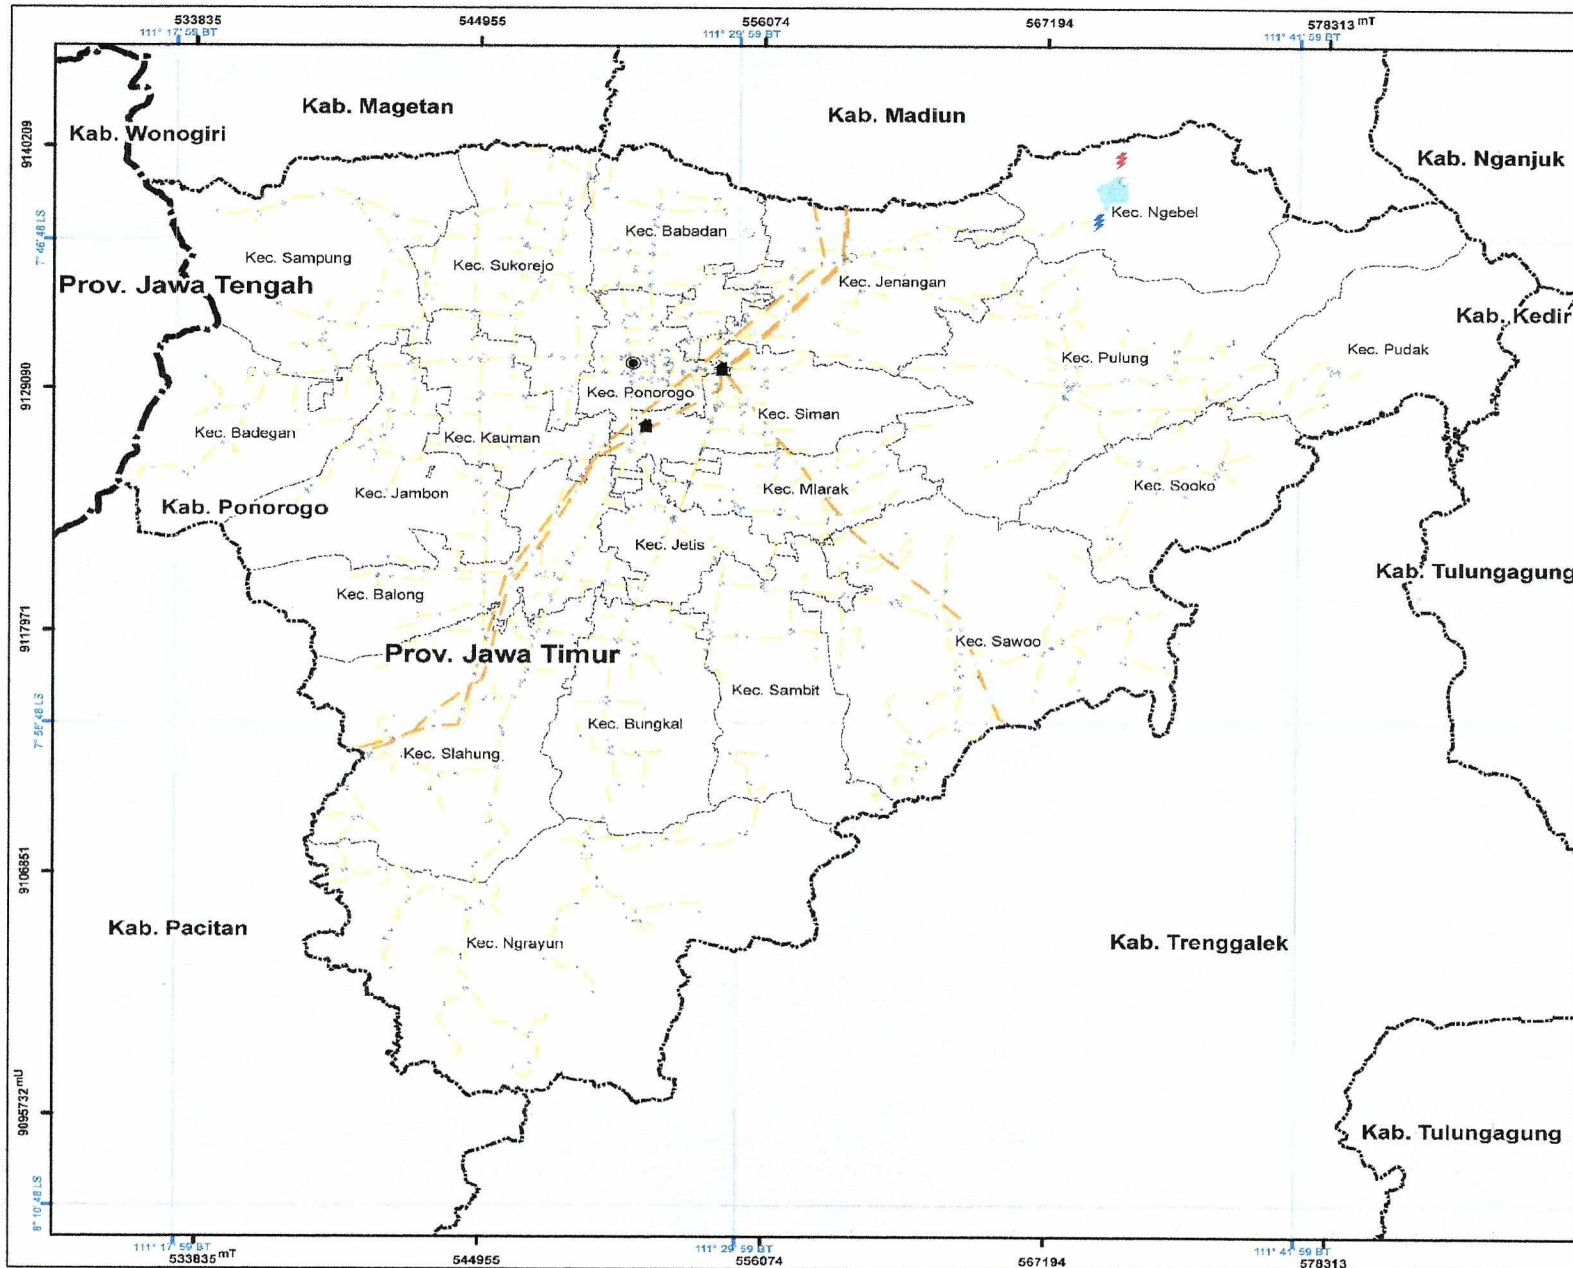 533835
544955
556074
567194
578313 mT
111° 17' 59 BT
111° 29' 59 BT
111° 41' 59 BT
Kab. Magetan
Kab. Madiun
Kab. Wonogiri
9140209
Kab. Nganjuk
Kec. Ngebel
Kec. Babadan
7° 46' 48 LS
Kec. Sampung
Kec. Sukorejo
Kec. Jenangan
Prov. Jawa Tengah
Kab. Kedir
Kec. Pudak
Kec. Pulung
9129090
Kec. Ponorogo
Kec. Siman
Kec. Badegan
Kec. Kauman
Kec. Sooko
Kec. Mlarak
Kec. Jambon
Kab. Ponorogo
Kec. Jetis
Kab. Tulungagung
Kec. Balong
9117971
Kec. Sawoo
Prov. Jawa Timur
Kec. Sambit
7° 58' 48 LS
Kec. Bungkal
Kec. Slahung
9106851
Kab. Pacitan
Kec. Ngrayun
Kab. Trenggalek
9095732 mU
Kab. Tulungagung
8° 10' 48 LS
111° 17' 59 BT
111° 29' 59 BT
111° 41' 59 BT
533835 mT
544955
556074
567194
578313